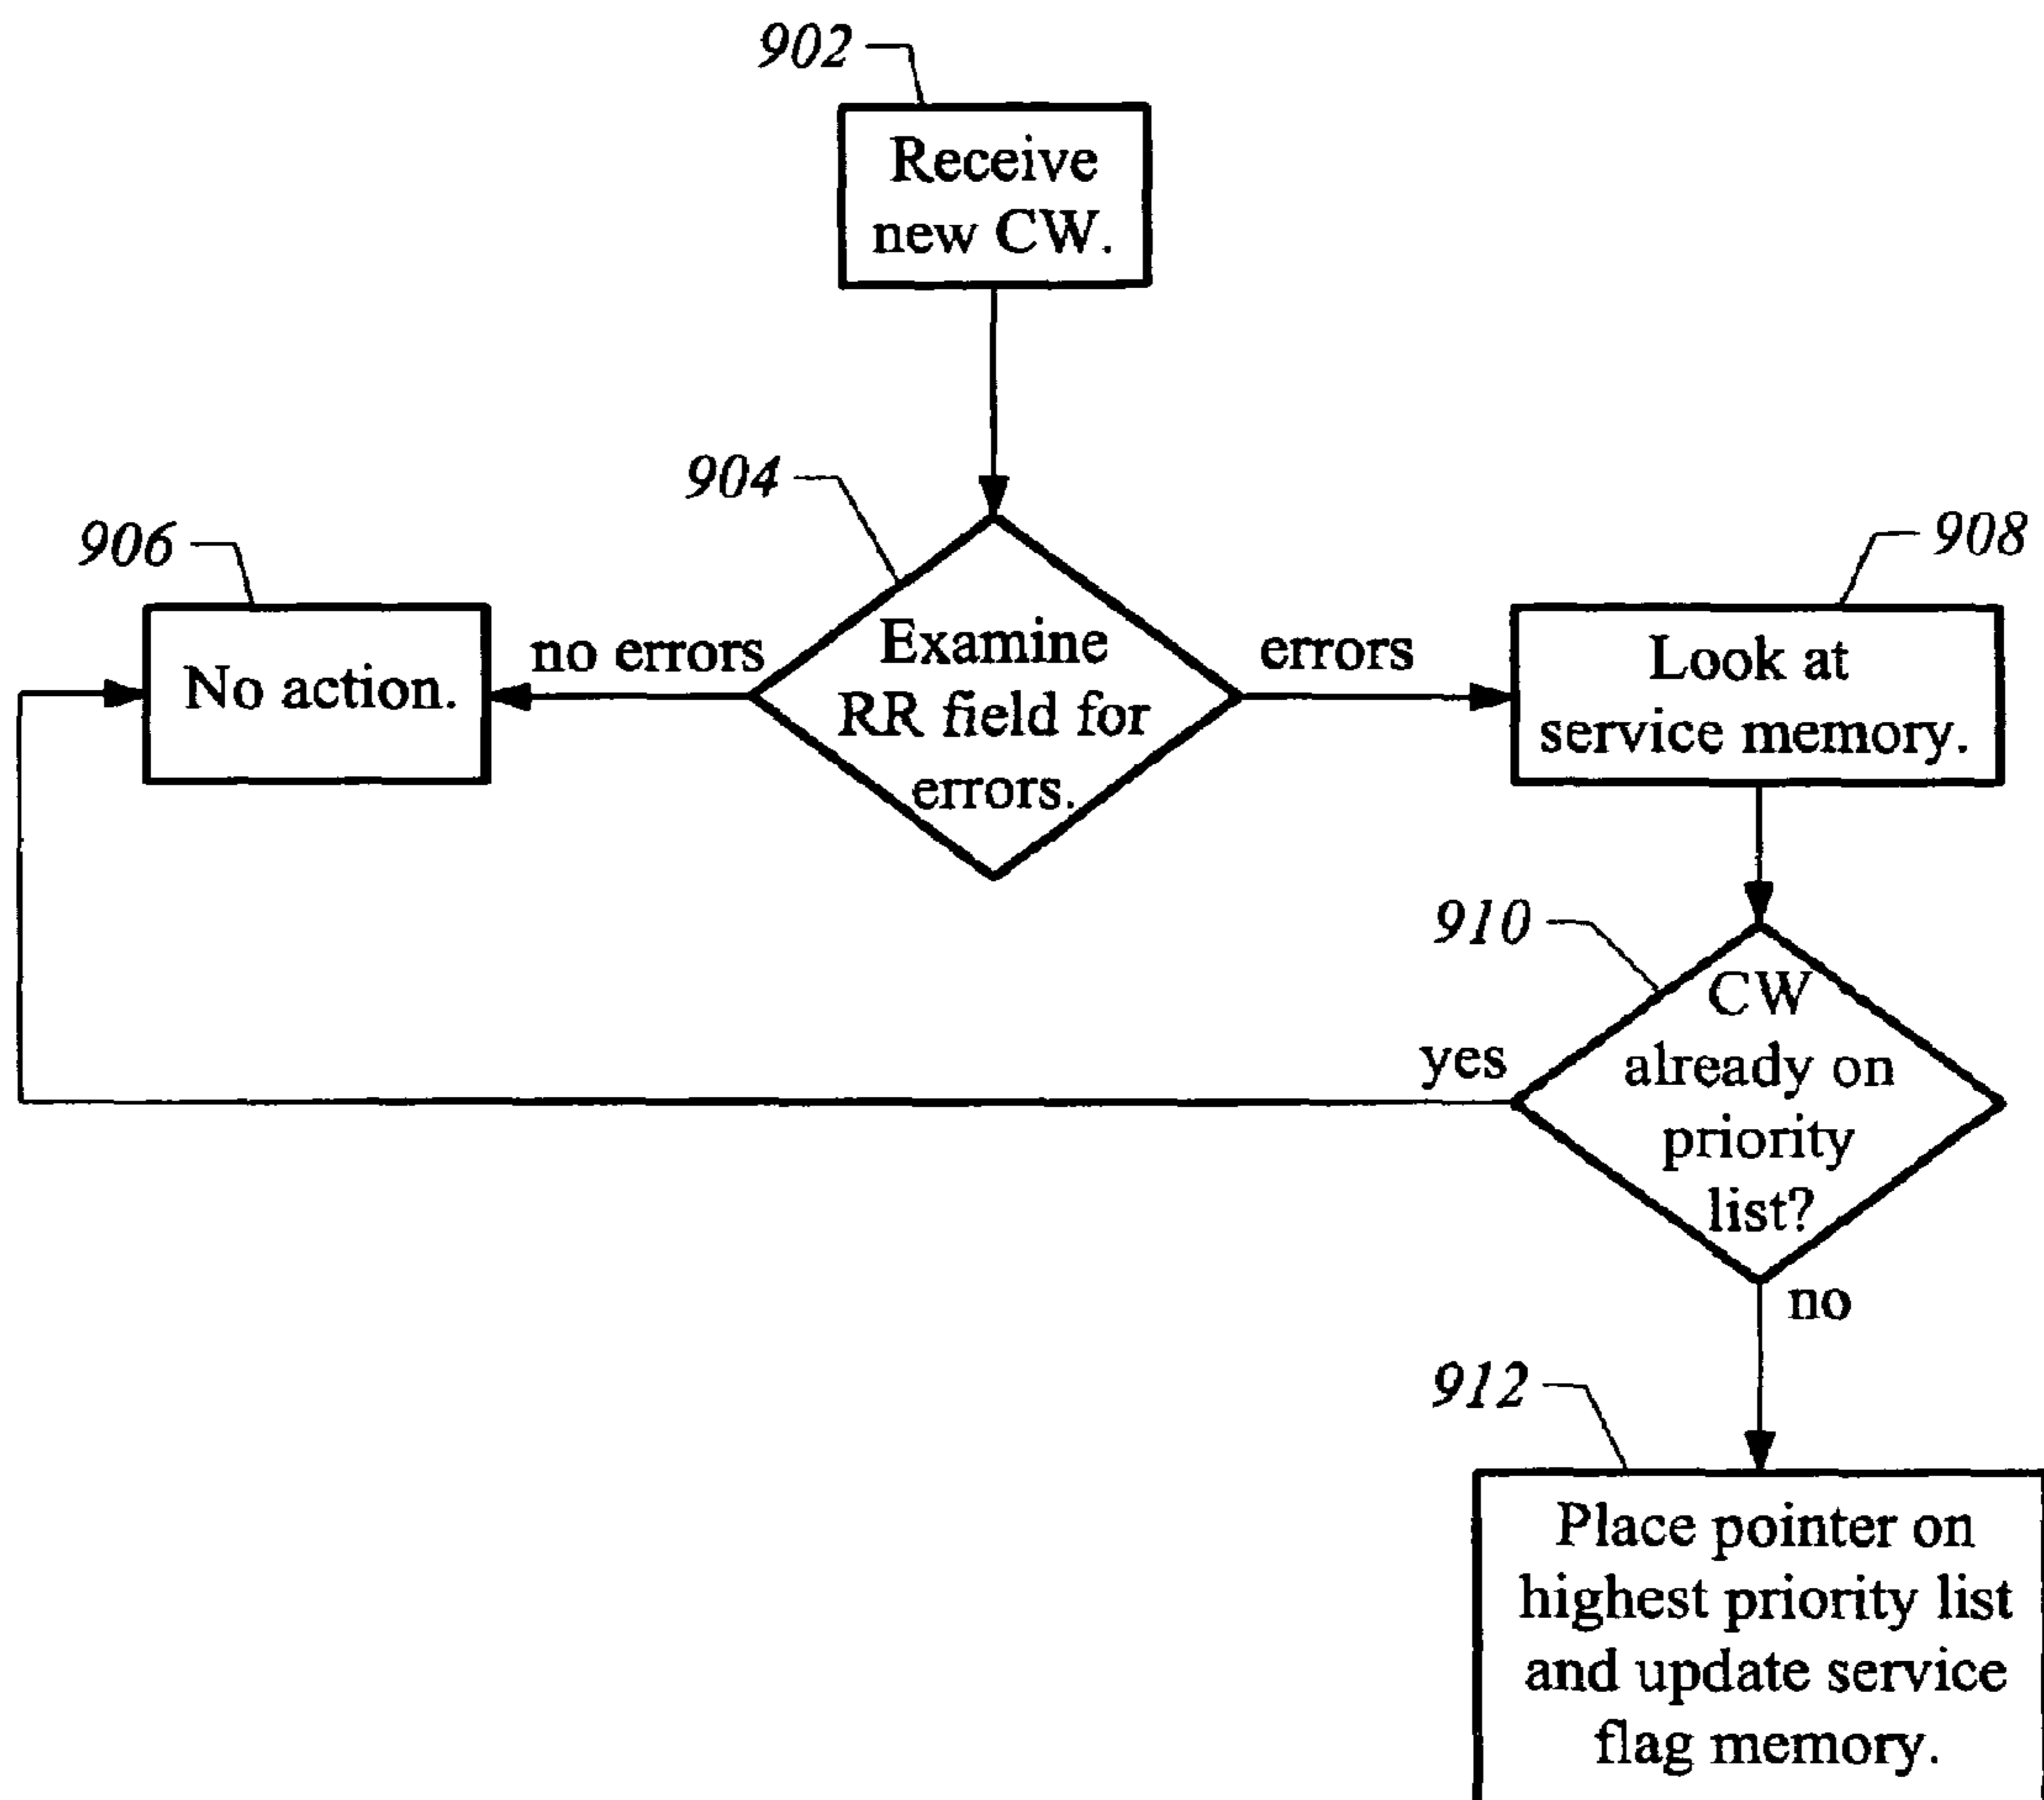 902
Receive
new CW.
904
Examine
RR field for
errors.
906
No action.
no errors
errors
908
Look at
service memory.
910
CW
already on
priority
list?
yes
no
912
Place pointer on
highest priority list
and update service
flag memory.